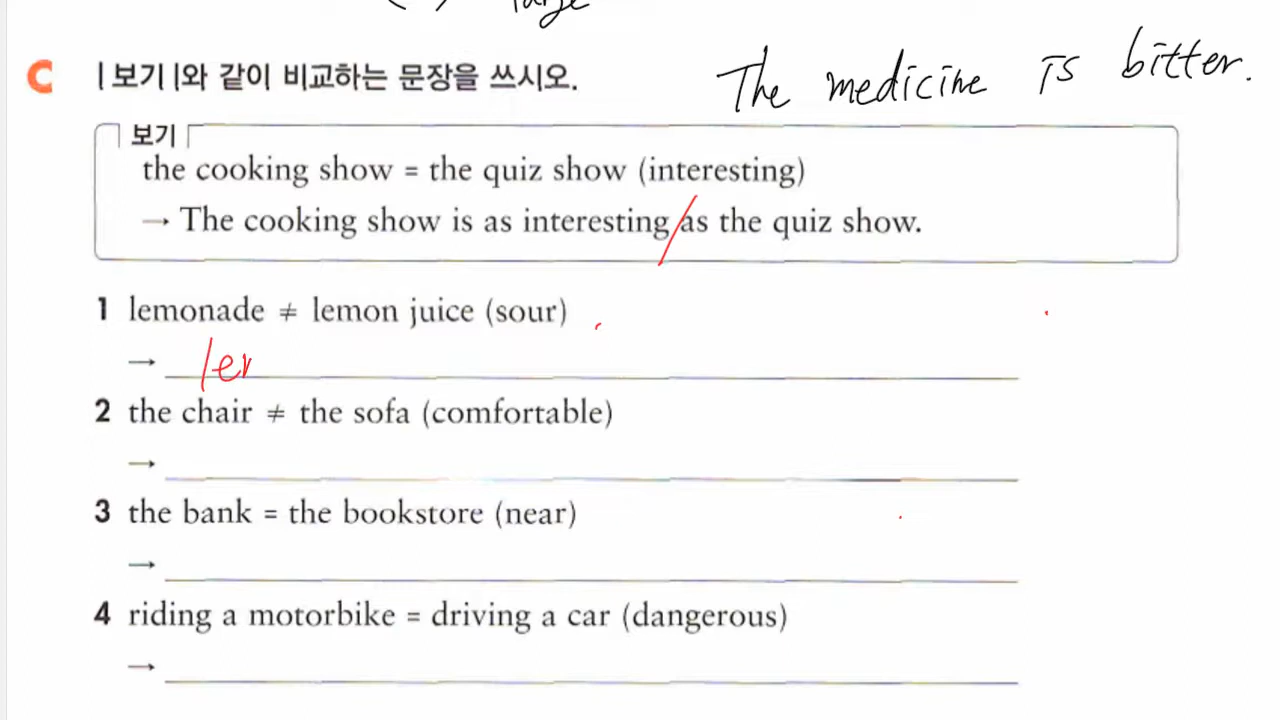 The medicine is bitter.
C |보기|와 같이 비교하는 문장을 쓰시오.
보기
the cooking show = the quiz show (interesting)
→ The cooking show is as interesting as the quiz show.
1 lemonade ≠ lemon juice (sour)
→ ler
2 the chair ≠ the sofa (comfortable)
→
3 the bank = the bookstore (near)
→
4 riding a motorbike = driving a car (dangerous)
→